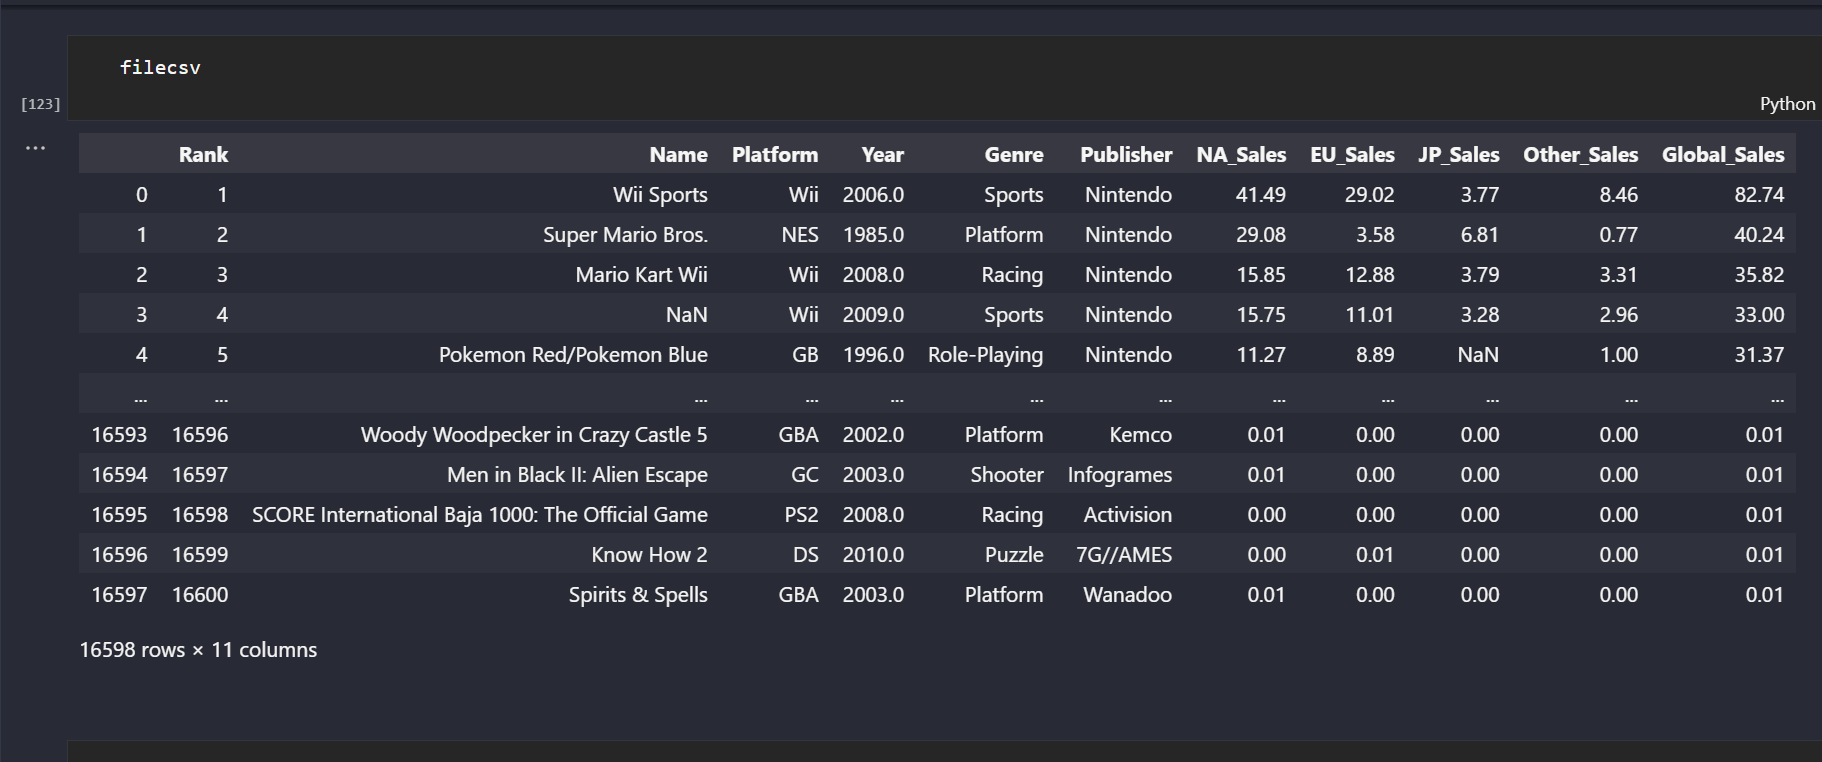 filecsv
[123]
Python
...
Rank Name Platform Year Genre Publisher NA_Sales EU_Sales JP_Sales Other_Sales Global_Sales
0 1 Wii Sports Wii 2006.0 Sports Nintendo 41.49 29.02 3.77 8.46 82.74
1 2 Super Mario Bros. NES 1985.0 Platform Nintendo 29.08 3.58 6.81 0.77 40.24
2 3 Mario Kart Wii Wii 2008.0 Racing Nintendo 15.85 12.88 3.79 3.31 35.82
3 4 NaN Wii 2009.0 Sports Nintendo 15.75 11.01 3.28 2.96 33.00
4 5 Pokemon Red/Pokemon Blue GB 1996.0 Role-Playing Nintendo 11.27 8.89 NaN 1.00 31.37
... ... ... ... ... ... ... ... ... ... ... ...
16593 16596 Woody Woodpecker in Crazy Castle 5 GBA 2002.0 Platform Kemco 0.01 0.00 0.00 0.00 0.01
16594 16597 Men in Black II: Alien Escape GC 2003.0 Shooter Infogrames 0.01 0.00 0.00 0.00 0.01
16595 16598 SCORE International Baja 1000: The Official Game PS2 2008.0 Racing Activision 0.00 0.00 0.00 0.00 0.01
16596 16599 Know How 2 DS 2010.0 Puzzle 7G//AMES 0.00 0.01 0.00 0.00 0.01
16597 16600 Spirits & Spells GBA 2003.0 Platform Wanadoo 0.01 0.00 0.00 0.00 0.01
16598 rows × 11 columns